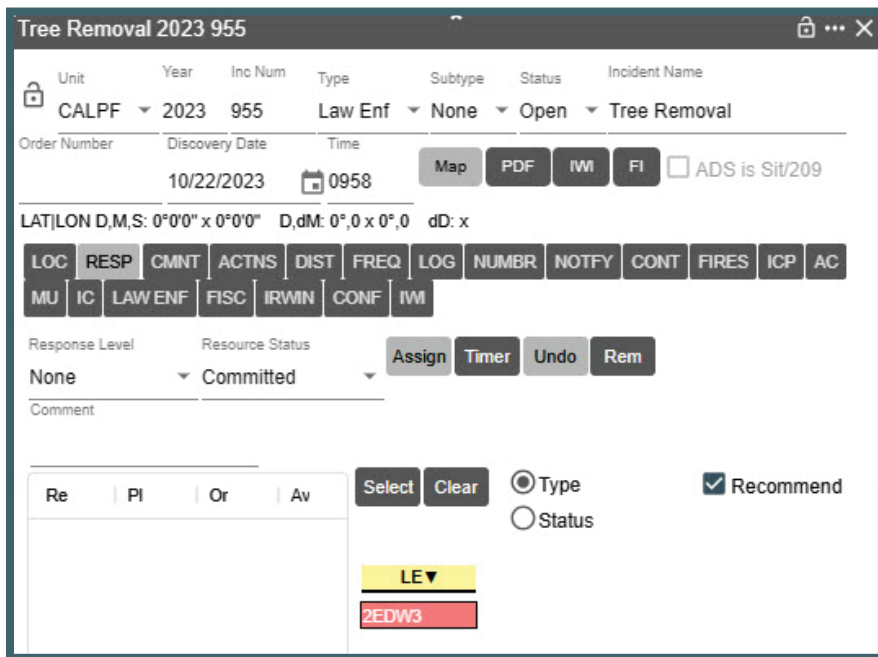 Tree Removal 2023 955
Unit Year Inc Num Type Subtype Status Incident Name
CALPF 2023 955 Law Enf None Open Tree Removal
Order Number Discovery Date Time
10/22/2023 0958 Map PDF IWI FI ADS is Sit/209
LAT|LON D,M,S: 0°0'0" x 0°0'0" D,dM: 0°,0 x 0°,0 dD: x
LOC RESP CMNT ACTNS DIST FREQ LOG NUMBR NOTFY CONT FIRES ICP AC
MU IC LAW ENF FISC IRWIN CONF IWI
Response Level Resource Status
None Committed Assign Timer Undo Rem
Comment
Re Pl Or Av Select Clear Type Recommend
Status
LE▼
2EDW3